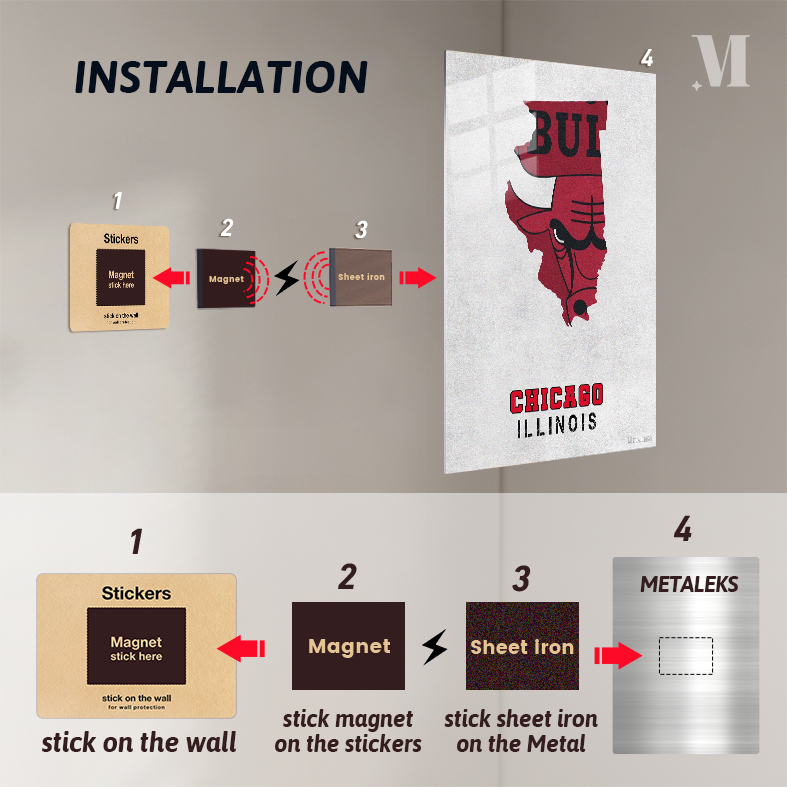 INSTALLATION
M
4
BUL
1
2
3
Stickers
Magnet
stick here
Magnet
Sheet iron
stick on the wall
for wall protection
CHICAGO
ILLINOIS
1
2
3
4
Stickers
METALEKS
Magnet
stick here
Magnet
Sheet iron
stick on the wall
for wall protection
stick on the wall
stick magnet
on the stickers
stick sheet iron
on the Metal